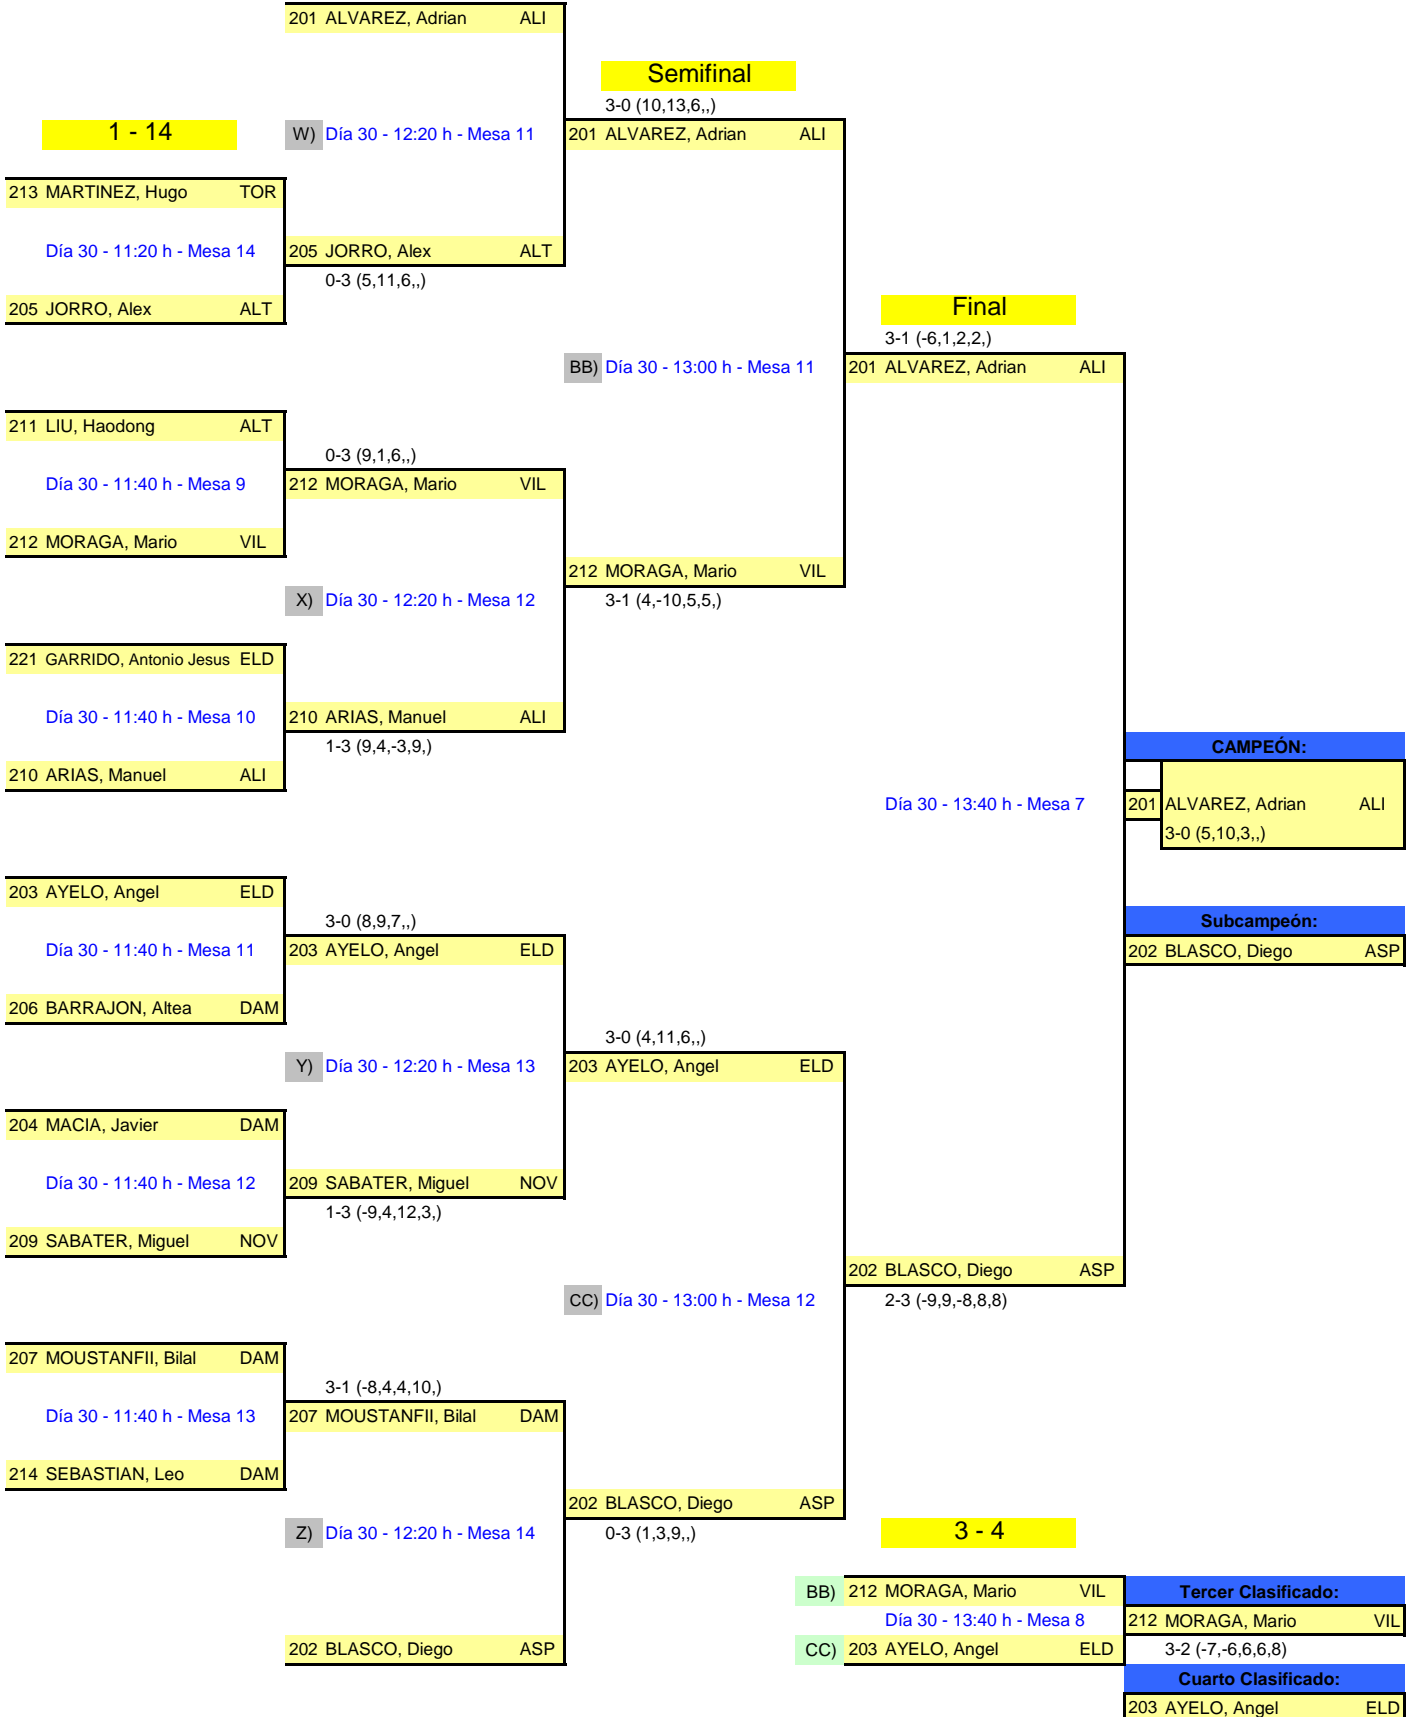 201 ALVAREZ, Adrian ALI
Semifinal
3-0 (10,13,6,,)
1 - 14
W) Día 30 - 12:20 h - Mesa 11
201 ALVAREZ, Adrian ALI
213 MARTINEZ, Hugo TOR
Día 30 - 11:20 h - Mesa 14
205 JORRO, Alex ALT
0-3 (5,11,6,,)
205 JORRO, Alex ALT
Final
3-1 (-6,1,2,2,)
BB) Día 30 - 13:00 h - Mesa 11
201 ALVAREZ, Adrian ALI
211 LIU, Haodong ALT
0-3 (9,1,6,,)
Día 30 - 11:40 h - Mesa 9
212 MORAGA, Mario VIL
212 MORAGA, Mario VIL
212 MORAGA, Mario VIL
X) Día 30 - 12:20 h - Mesa 12
3-1 (4,-10,5,5,)
221 GARRIDO, Antonio Jesus ELD
Día 30 - 11:40 h - Mesa 10
210 ARIAS, Manuel ALI
1-3 (9,4,-3,9,)
CAMPEÓN:
210 ARIAS, Manuel ALI
Día 30 - 13:40 h - Mesa 7
201 ALVAREZ, Adrian ALI
3-0 (5,10,3,,)
203 AYELO, Angel ELD
3-0 (8,9,7,,)
Subcampeón:
Día 30 - 11:40 h - Mesa 11
203 AYELO, Angel ELD
202 BLASCO, Diego ASP
206 BARRAJON, Altea DAM
3-0 (4,11,6,,)
Y) Día 30 - 12:20 h - Mesa 13
203 AYELO, Angel ELD
204 MACIA, Javier DAM
Día 30 - 11:40 h - Mesa 12
209 SABATER, Miguel NOV
1-3 (-9,4,12,3,)
209 SABATER, Miguel NOV
202 BLASCO, Diego ASP
CC) Día 30 - 13:00 h - Mesa 12
2-3 (-9,9,-8,8,8)
207 MOUSTANFII, Bilal DAM
3-1 (-8,4,4,10,)
Día 30 - 11:40 h - Mesa 13
207 MOUSTANFII, Bilal DAM
214 SEBASTIAN, Leo DAM
202 BLASCO, Diego ASP
Z) Día 30 - 12:20 h - Mesa 14
0-3 (1,3,9,,)
3 - 4
BB) 212 MORAGA, Mario VIL
Tercer Clasificado:
Día 30 - 13:40 h - Mesa 8
212 MORAGA, Mario VIL
202 BLASCO, Diego ASP
CC) 203 AYELO, Angel ELD
3-2 (-7,-6,6,6,8)
Cuarto Clasificado:
203 AYELO, Angel ELD